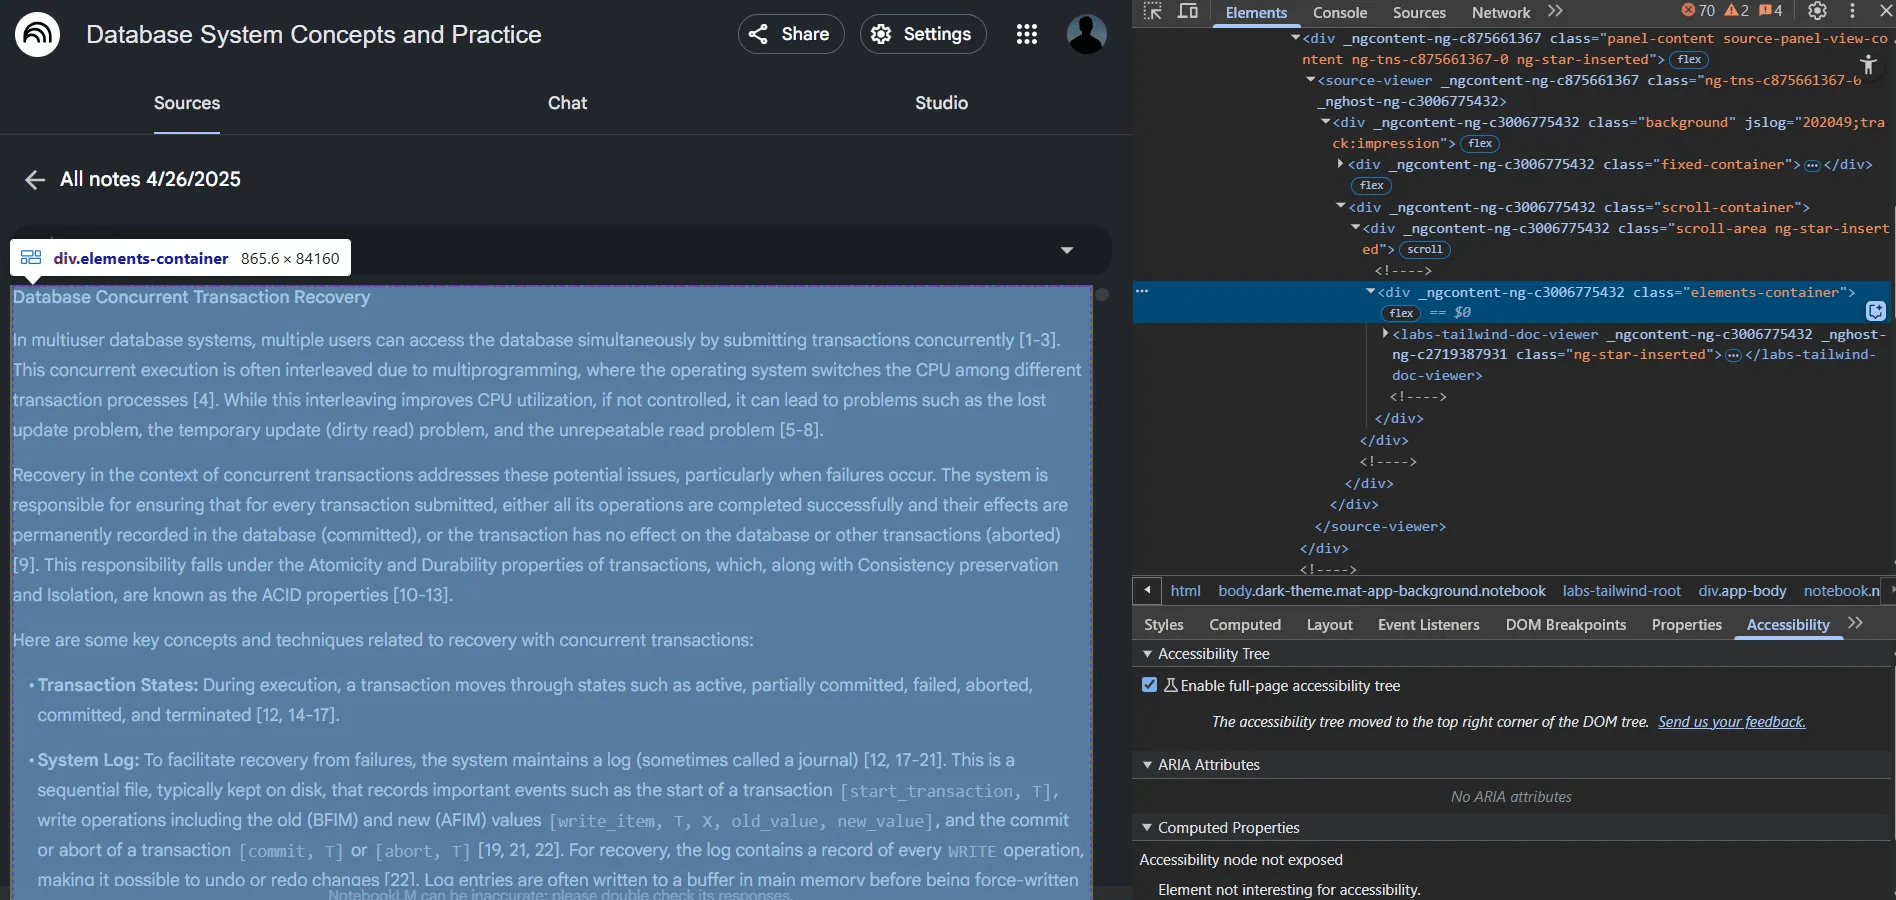 Database System Concepts and Practice
Share
Settings
Sources
Chat
Studio
All notes 4/26/2025
div.elements-container 865.6 × 84160
Database Concurrent Transaction Recovery
In multiuser database systems, multiple users can access the database simultaneously by submitting transactions concurrently [1-3].
This concurrent execution is often interleaved due to multiprogramming, where the operating system switches the CPU among different
transaction processes [4]. While this interleaving improves CPU utilization, if not controlled, it can lead to problems such as the lost
update problem, the temporary update (dirty read) problem, and the unrepeatable read problem [5-8].
Recovery in the context of concurrent transactions addresses these potential issues, particularly when failures occur. The system is
responsible for ensuring that for every transaction submitted, either all its operations are completed successfully and their effects are
permanently recorded in the database (committed), or the transaction has no effect on the database or other transactions (aborted)
[9]. This responsibility falls under the Atomicity and Durability properties of transactions, which, along with Consistency preservation
and Isolation, are known as the ACID properties [10-13].
Here are some key concepts and techniques related to recovery with concurrent transactions:
• Transaction States: During execution, a transaction moves through states such as active, partially committed, failed, aborted,
committed, and terminated [12, 14-17].
• System Log: To facilitate recovery from failures, the system maintains a log (sometimes called a journal) [12, 17-21]. This is a
sequential file, typically kept on disk, that records important events such as the start of a transaction [start_transaction, T],
write operations including the old (BFIM) and new (AFIM) values [write_item, T, X, old_value, new_value], and the commit
or abort of a transaction [commit, T] or [abort, T] [19, 21, 22]. For recovery, the log contains a record of every WRITE operation,
making it possible to undo or redo changes [22]. Log entries are often written to a buffer in main memory before being force-written
NotebookLM can be inaccurate; please double check its responses.
Elements
Console
Sources
Network
70
2
4
<div _ngcontent-ng-c875661367 class="panel-content source-panel-view-co
ntent ng-tns-c875661367-0 ng-star-inserted"> flex
<source-viewer _ngcontent-ng-c875661367 class="ng-tns-c875661367-0
_nghost-ng-c3006775432>
<div _ngcontent-ng-c3006775432 class="background" jslog="202049;tra
ck:impression"> flex
<div _ngcontent-ng-c3006775432 class="fixed-container"> ⋯ </div>
flex
<div _ngcontent-ng-c3006775432 class="scroll-container">
<div _ngcontent-ng-c3006775432 class="scroll-area ng-star-insert
ed"> scroll
<!---->
<div _ngcontent-ng-c3006775432 class="elements-container">
flex == $0
<labs-tailwind-doc-viewer _ngcontent-ng-c3006775432 _nghost-
ng-c2719387931 class="ng-star-inserted"> ⋯ </labs-tailwind-
doc-viewer>
<!---->
</div>
</div>
<!---->
</div>
</div>
</source-viewer>
</div>
<!---->
html
body.dark-theme.mat-app-background.notebook
labs-tailwind-root
div.app-body
notebook.n
Styles
Computed
Layout
Event Listeners
DOM Breakpoints
Properties
Accessibility
Accessibility Tree
Enable full-page accessibility tree
The accessibility tree moved to the top right corner of the DOM tree. Send us your feedback.
ARIA Attributes
No ARIA attributes
Computed Properties
Accessibility node not exposed
Element not interesting for accessibility.